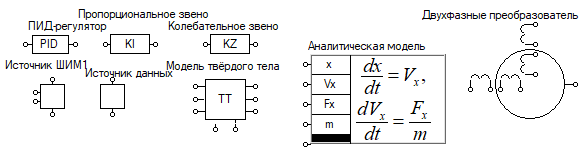 Пропорциональное звено
ПИД-регулятор
Колебательное звено
PID
KI
KZ
Источник ШИМ1
Источник данных
Модель твёрдого тела
ТТ
Аналитическая модель
x
Vx
Fx
m
dx/dt = Vₓ,
dVₓ/dt = Fₓ/m
Двухфазные преобразователь